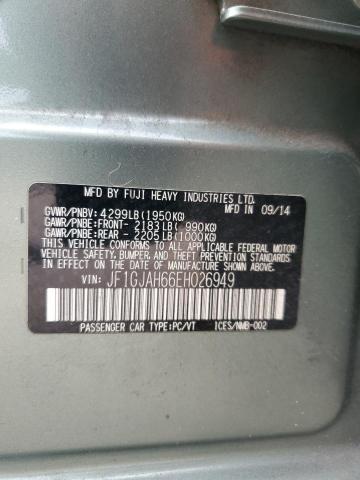 MFD BY FUJI HEAVY INDUSTRIES LTD.
GVWR/PNBV: 4299LB(1950KG) IN 09/14
GAWR/PNBE:FRONT- 2183LB( 990KG)
GAWR/PNBE:REAR - 2205LB(1000KG)
THIS VEHICLE CONFORMS TO ALL APPLICABLE FEDERAL MOTOR
VEHICLE SAFETY, BUMPER, AND THEFT PREVENTION STANDARDS
IN EFFECT ON THE DATE OF MANUFACTURE SHOWN ABOVE.
VIN: JF1GJAH66EH026949
PASSENGER CAR TYPE:PC/VT ICES/NMB-002